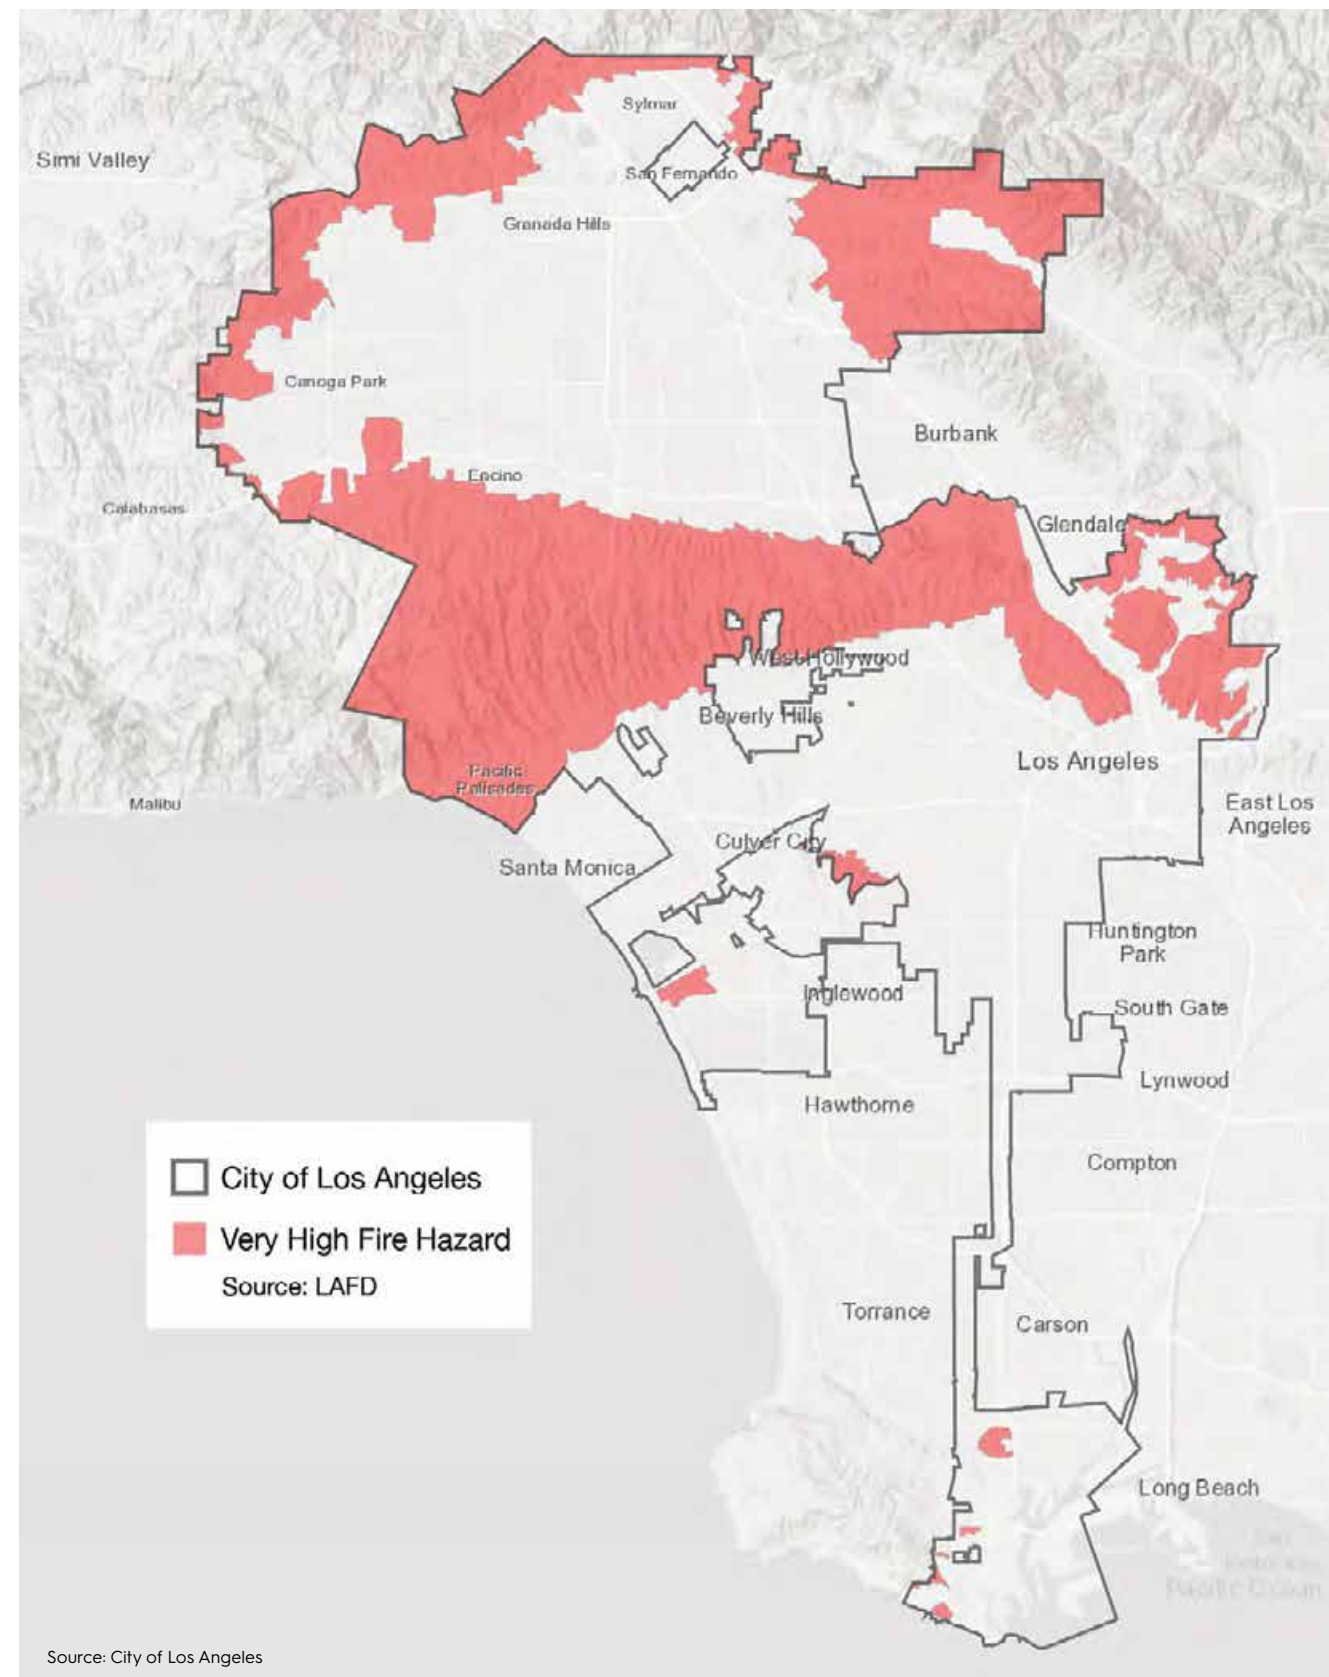 Sylmar
Simi Valley
San Fernando
Granada Hills
Canoga Park
Burbank
Encino
Calabasas
Glendale
West Hollywood
Beverly Hills
Los Angeles
Pacific
Palisades
Malibu
East Los
Angeles
Culver City
Santa Monica
Huntington
Park
Inglewood
South Gate
Lynwood
Hawthorne
Compton
City of Los Angeles
Very High Fire Hazard
Source: LAFD
Torrance
Carson
Long Beach
Pacific Ocean
Source: City of Los Angeles